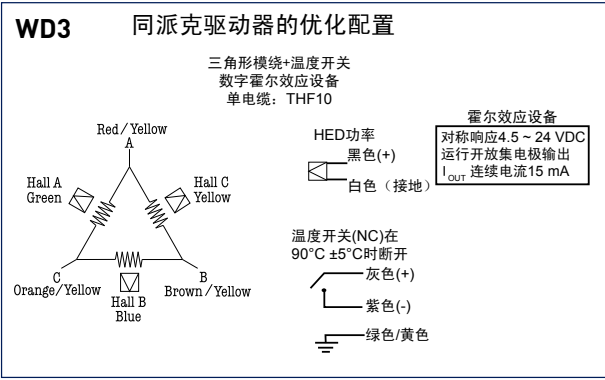 WD3
同派克驱动器的优化配置
三角形模绕+温度开关
数字霍尔效应设备
单电缆：THF10
Red/Yellow
A
Hall A
Green
Hall C
Yellow
C
Orange/Yellow
Hall B
Blue
B
Brown/Yellow
HED功率
黑色(+)
白色（接地）
霍尔效应设备
对称响应4.5 ~ 24 VDC
运行开放集电极输出
I OUT 连续电流15 mA
温度开关(NC)在
90°C ±5°C时断开
灰色(+)
紫色(-)
绿色/黄色